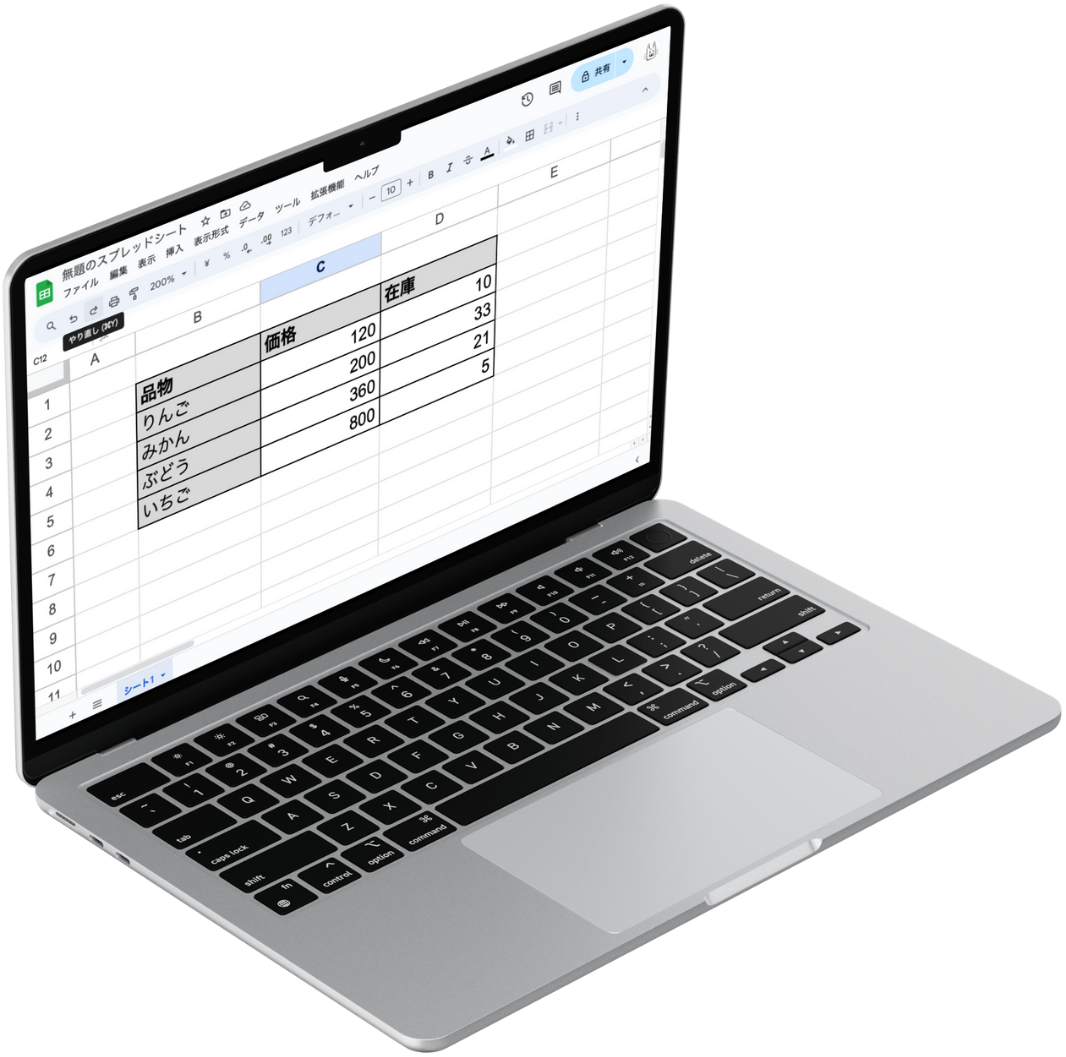 無題のスプレッドシート
ファイル 編集 表示 挿入 表示形式 データ ツール 拡張機能 ヘルプ
共有
200% ¥ % .0 .00 123 デフォ... − 10 + B I S A
やり直し (⌘Y)
C12
A B C D E
1
2 品物 価格 在庫
3 りんご 120 10
4 みかん 200 33
5 ぶどう 360 21
6 いちご 800 5
7
8
9
10
11
+ シート1
esc F1 F2 F3 F4 F5 F6 F7 F8 F9 F10 F11 F12
~ ` ! 1 @ 2 # 3 $ 4 % 5 ^ 6 & 7 * 8 ( 9 ) 0 _ - + = delete
tab Q W E R T Y U I O P { [ } ] | \
caps lock A S D F G H J K L : ; " ' return
shift Z X C V B N M < , > . ? / shift
fn control option command command option